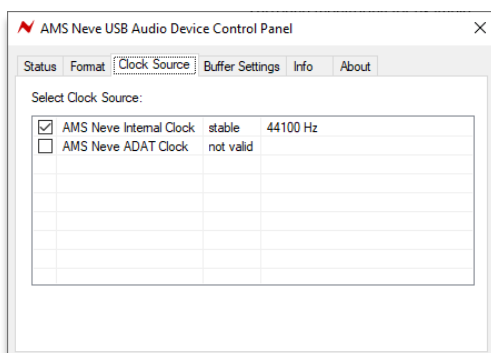 AMS Neve USB Audio Device Control Panel
Status Format Clock Source Buffer Settings Info About
Select Clock Source:
AMS Neve Internal Clock stable 44100 Hz
AMS Neve ADAT Clock not valid